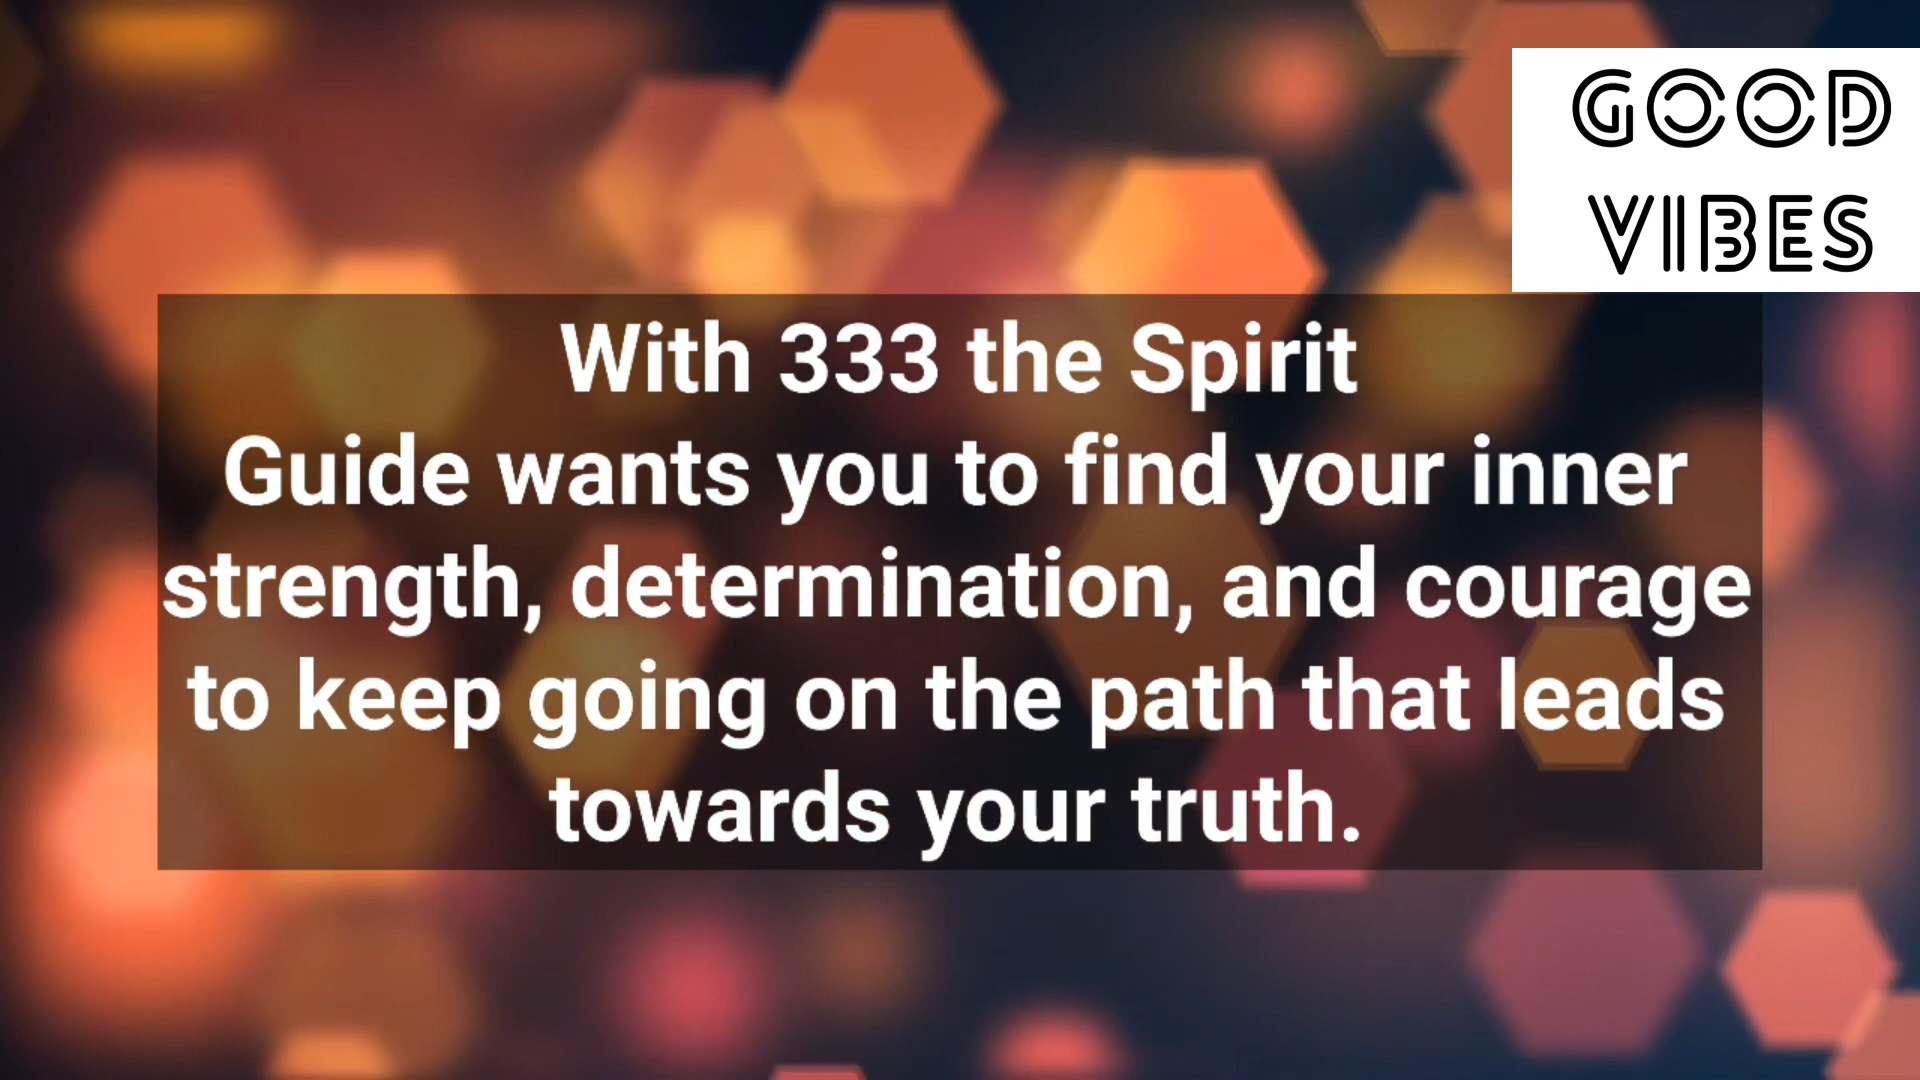 GOOD
VIBES
With 333 the Spirit
Guide wants you to find your inner
strength, determination, and courage
to keep going on the path that leads
towards your truth.